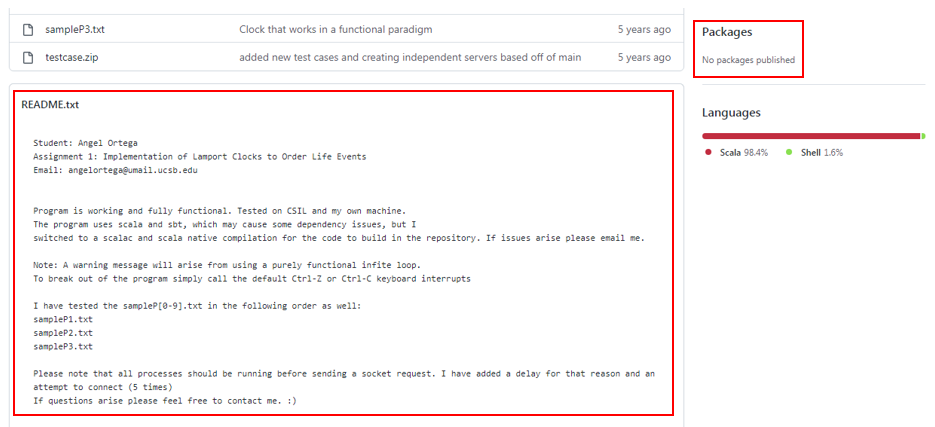 sampleP3.txt Clock that works in a functional paradigm 5 years ago
testcase.zip added new test cases and creating independent servers based off of main 5 years ago
README.txt
Student: Angel Ortega
Assignment 1: Implementation of Lamport Clocks to Order Life Events
Email: angelortega@umail.ucsb.edu
Program is working and fully functional. Tested on CSIL and my own machine.
The program uses scala and sbt, which may cause some dependency issues, but I
switched to a scalac and scala native compilation for the code to build in the repository. If issues arise please email me.
Note: A warning message will arise from using a purely functional infite loop.
To break out of the program simply call the default Ctrl-Z or Ctrl-C keyboard interrupts
I have tested the sampleP[0-9].txt in the following order as well:
sampleP1.txt
sampleP2.txt
sampleP3.txt
Please note that all processes should be running before sending a socket request. I have added a delay for that reason and an
attempt to connect (5 times)
If questions arise please feel free to contact me. :)
Packages
No packages published
Languages
Scala 98.4% Shell 1.6%